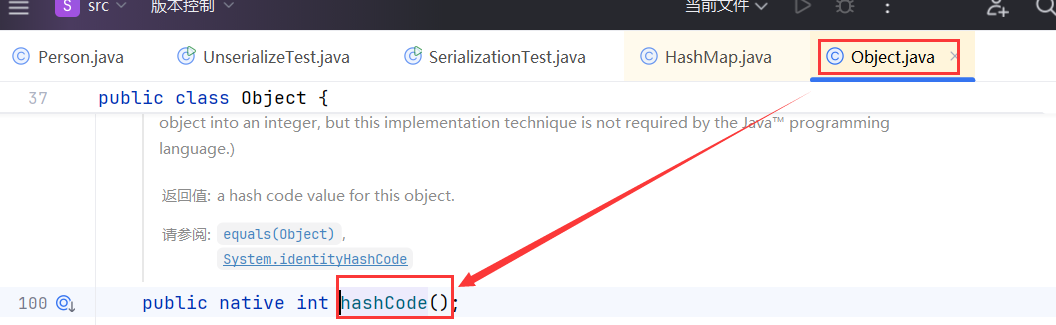 S src 版本控制 当前文件
Person.java UnserializeTest.java SerializationTest.java HashMap.java Object.java
37 public class Object {
object into an integer, but this implementation technique is not required by the Java™ programming
language.)
返回值: a hash code value for this object.
请参阅: equals(Object),
System.identityHashCode
100 public native int hashCode();